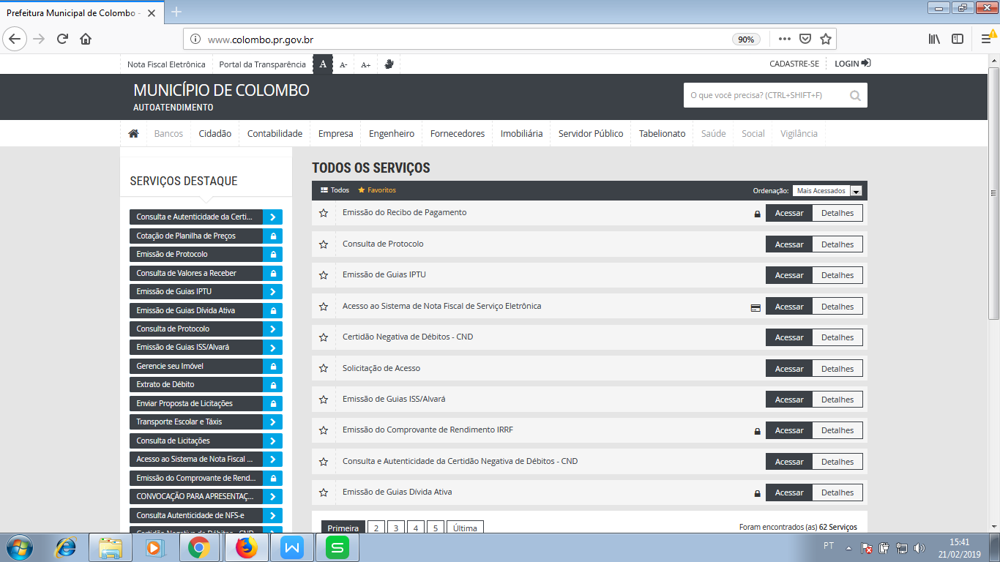 Prefeitura Municipal de Colombo -
www.colombo.pr.gov.br
90%
Nota Fiscal Eletrônica
Portal da Transparência
A
A-
A+
CADASTRE-SE
LOGIN
MUNICÍPIO DE COLOMBO
AUTOATENDIMENTO
O que você precisa? (CTRL+SHIFT+F)
Bancos
Cidadão
Contabilidade
Empresa
Engenheiro
Fornecedores
Imobiliária
Servidor Público
Tabelionato
Saúde
Social
Vigilância
SERVIÇOS DESTAQUE
Consulta e Autenticidade da Certi...
Cotação de Planilha de Preços
Emissão de Protocolo
Consulta de Valores a Receber
Emissão de Guias IPTU
Emissão de Guias Dívida Ativa
Consulta de Protocolo
Emissão de Guias ISS/Alvará
Gerencie seu Imóvel
Extrato de Débito
Enviar Proposta de Licitações
Transporte Escolar e Táxis
Consulta de Licitações
Acesso ao Sistema de Nota Fiscal ...
Emissão do Comprovante de Rend...
CONVOCAÇÃO PARA APRESENTAÇ...
Consulta Autenticidade de NFS-e
Certidão Negativa de Débitos - CND
TODOS OS SERVIÇOS
Todos
Favoritos
Ordenação:
Mais Acessados
Emissão do Recibo de Pagamento
Acessar
Detalhes
Consulta de Protocolo
Acessar
Detalhes
Emissão de Guias IPTU
Acessar
Detalhes
Acesso ao Sistema de Nota Fiscal de Serviço Eletrônica
Acessar
Detalhes
Certidão Negativa de Débitos - CND
Acessar
Detalhes
Solicitação de Acesso
Acessar
Detalhes
Emissão de Guias ISS/Alvará
Acessar
Detalhes
Emissão do Comprovante de Rendimento IRRF
Acessar
Detalhes
Consulta e Autenticidade da Certidão Negativa de Débitos - CND
Acessar
Detalhes
Emissão de Guias Dívida Ativa
Acessar
Detalhes
Primeira
2
3
4
5
Última
Foram encontrados (as) 62 Serviços
PT
15:41
21/02/2019